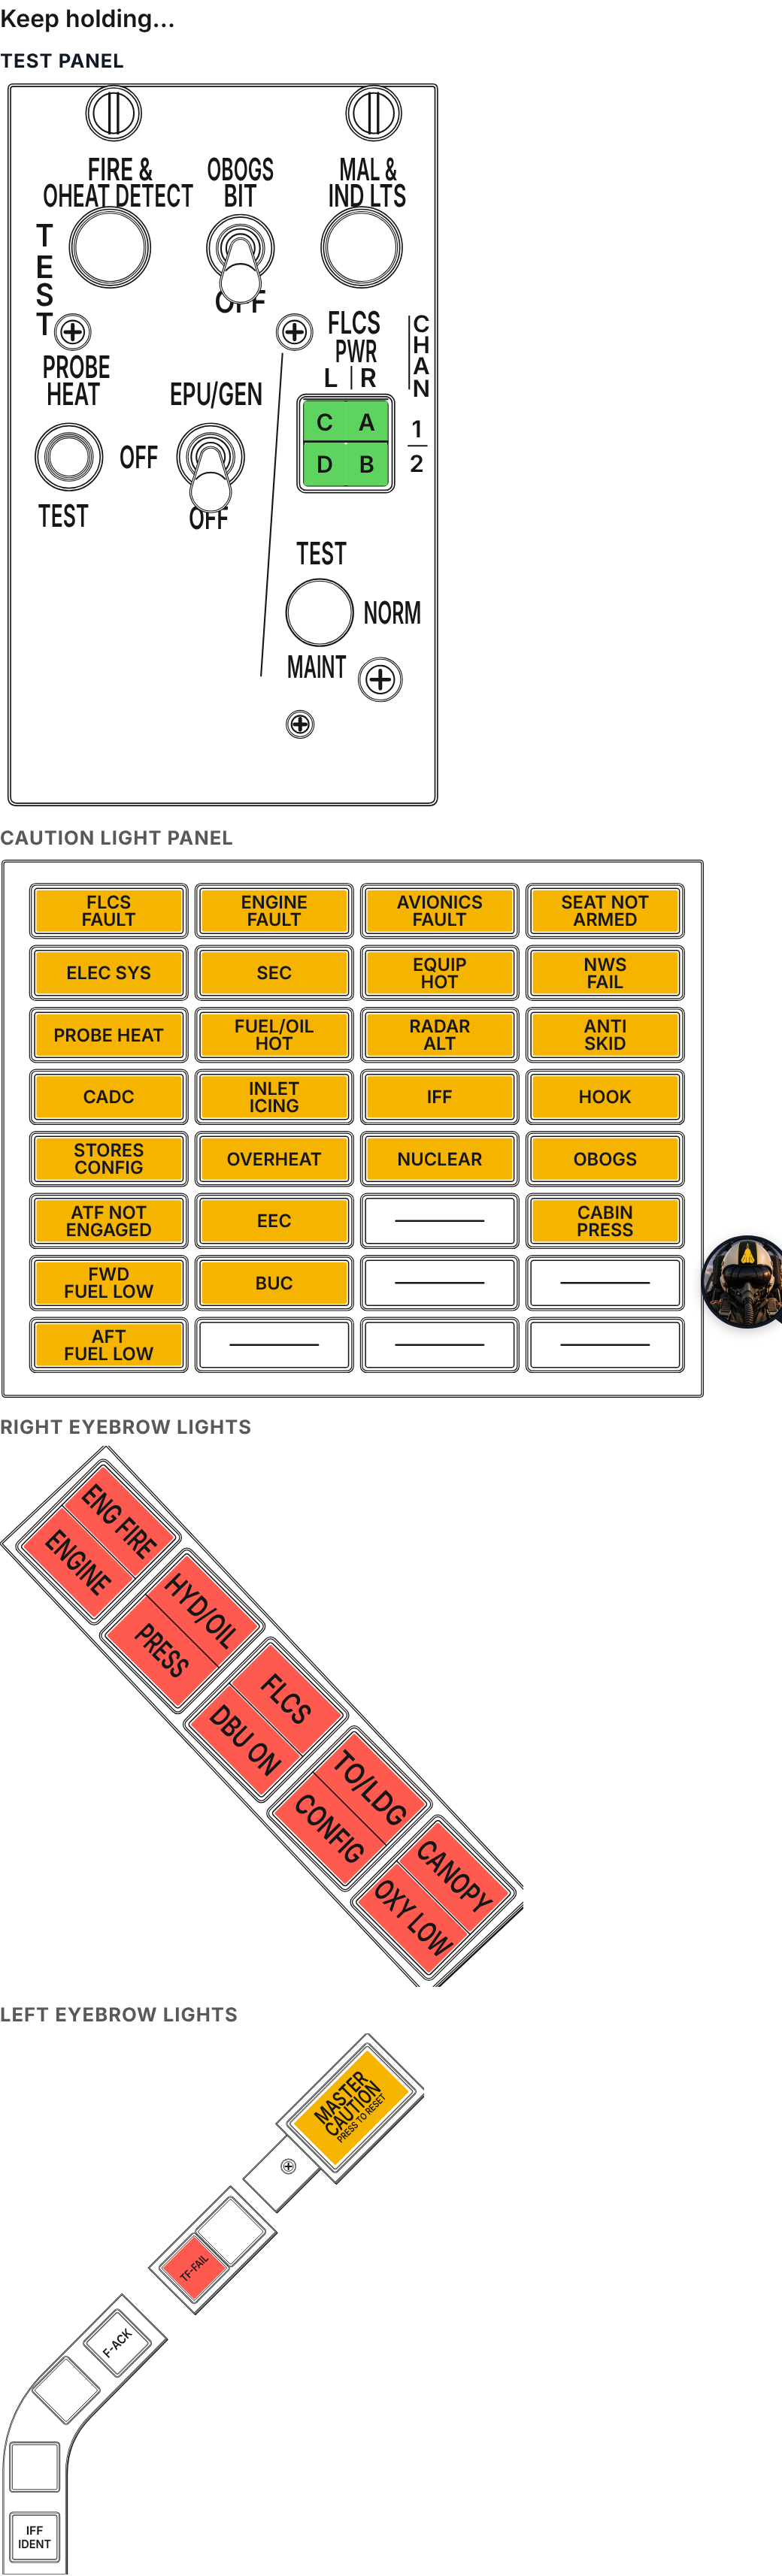 Keep holding...
TEST PANEL
FIRE &
OHEAT DETECT
OBOGS
BIT
MAL &
IND LTS
TEST
OFF
PROBE
HEAT
EPU/GEN
FLCS
PWR
L R
CHAN
C A
D B
1
2
OFF
TEST
OFF
TEST
NORM
MAINT
CAUTION LIGHT PANEL
FLCS
FAULT
ENGINE
FAULT
AVIONICS
FAULT
SEAT NOT
ARMED
ELEC SYS
SEC
EQUIP
HOT
NWS
FAIL
PROBE HEAT
FUEL/OIL
HOT
RADAR
ALT
ANTI
SKID
CADC
INLET
ICING
IFF
HOOK
STORES
CONFIG
OVERHEAT
NUCLEAR
OBOGS
ATF NOT
ENGAGED
EEC
CABIN
PRESS
FWD
FUEL LOW
BUC
AFT
FUEL LOW
RIGHT EYEBROW LIGHTS
ENG FIRE
ENGINE
HYD/OIL
PRESS
FLCS
DBU ON
TO/LDG
CONFIG
CANOPY
OXY LOW
LEFT EYEBROW LIGHTS
MASTER
CAUTION
PRESS TO RESET
TF-FAIL
F-ACK
IFF
IDENT